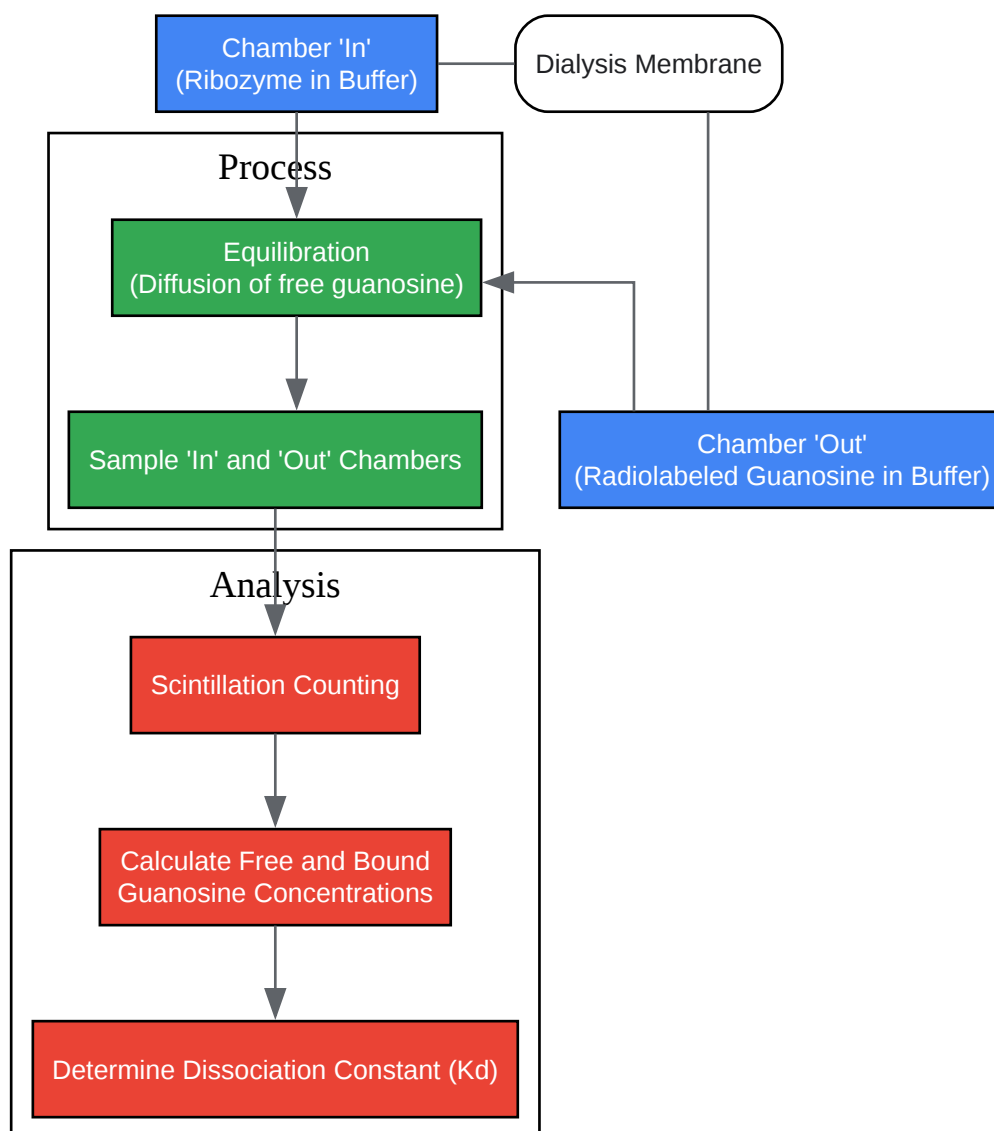 Chamber 'In'
(Ribozyme in Buffer)
Dialysis Membrane
Process
Equilibration
(Diffusion of free guanosine)
Sample 'In' and 'Out' Chambers
Chamber 'Out'
(Radiolabeled Guanosine in Buffer)
Analysis
Scintillation Counting
Calculate Free and Bound
Guanosine Concentrations
Determine Dissociation Constant (Kd)